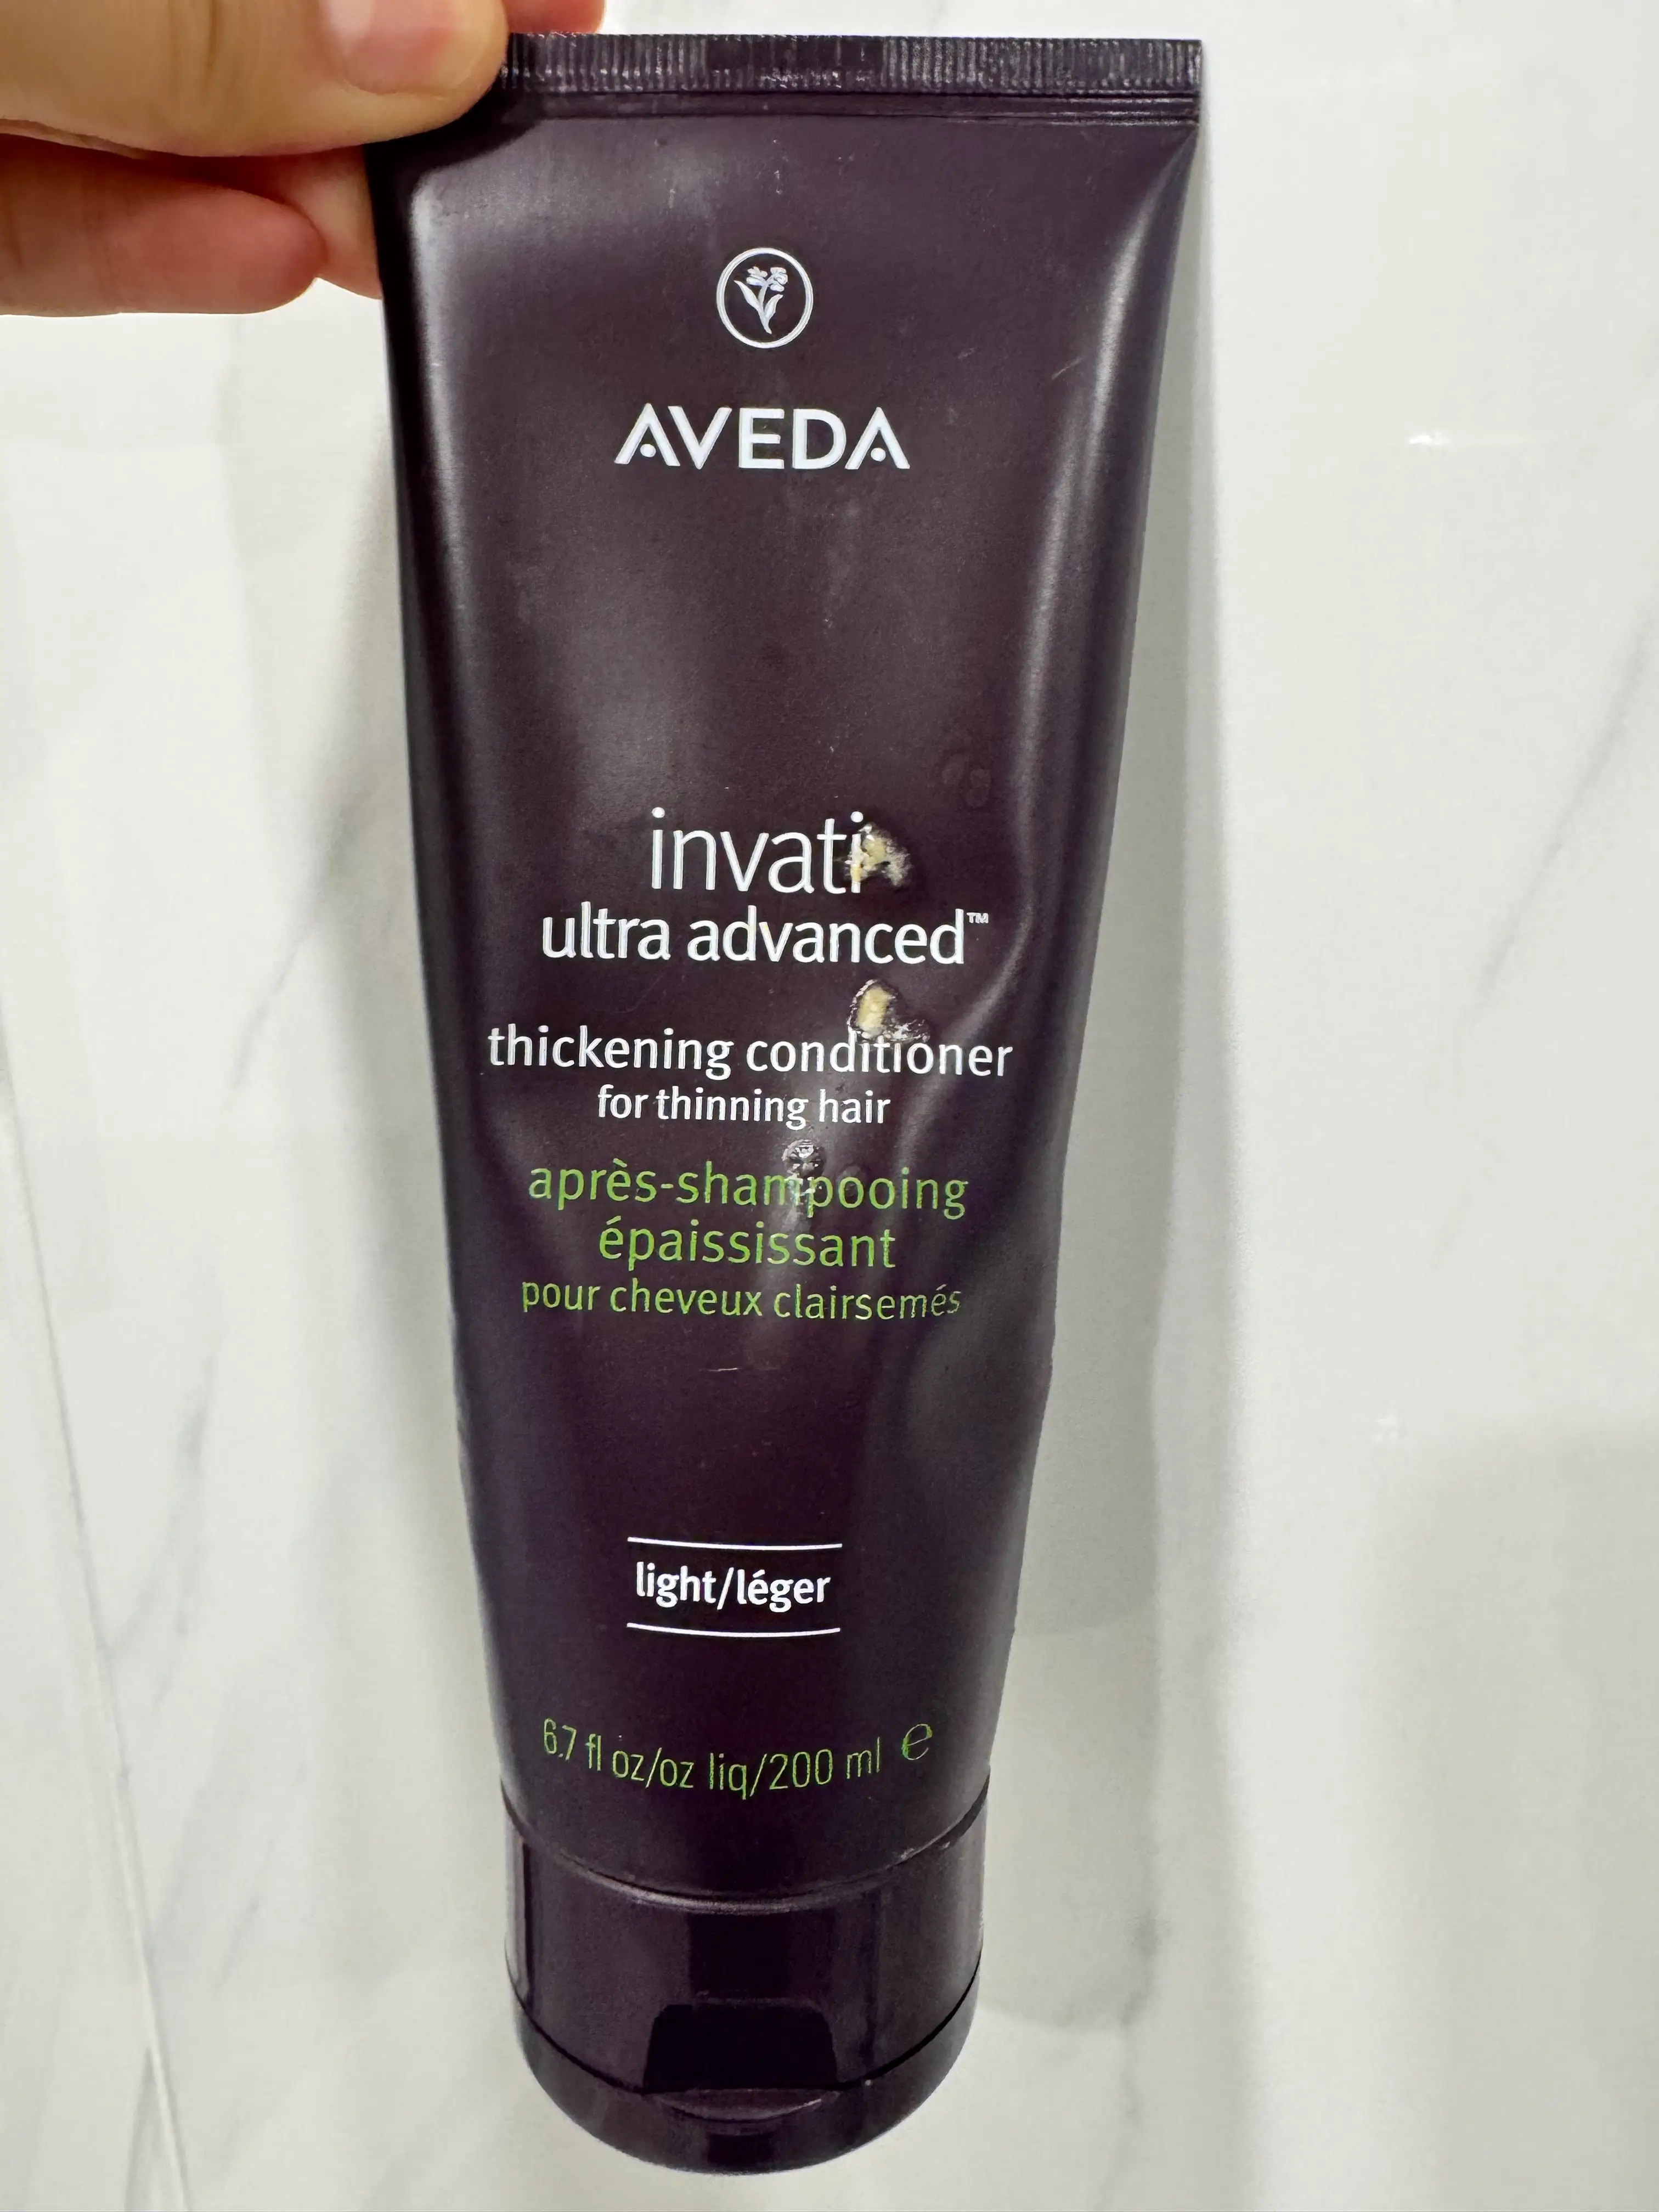 AVEDA
invati
ultra advanced™
thickening conditioner
for thinning hair
après-shampooing
épaississant
pour cheveux clairsemés
light/léger
6.7 fl oz/oz liq/200 ml ℮